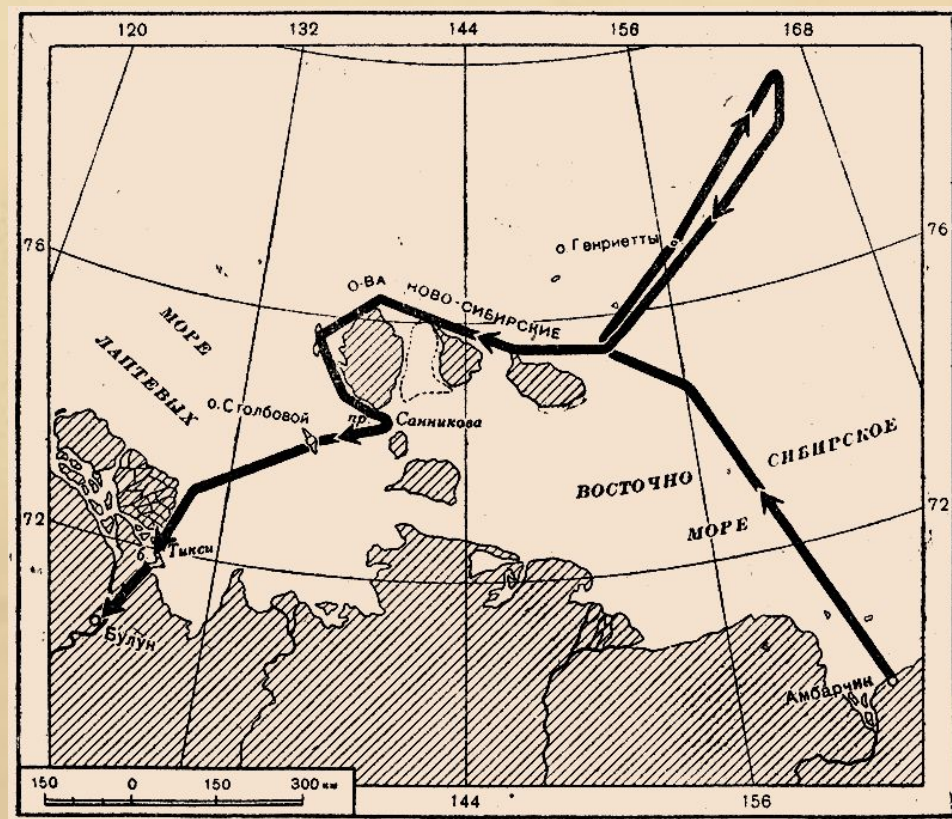 120 132 144 156 168
76 76
о. Генриетты
О-ВА НОВО-СИБИРСКИЕ
МОРЕ
ЛАПТЕВЫХ
о. Столбовой
пр. Санникова
ВОСТОЧНО СИБИРСКОЕ
МОРЕ
72 72
б. Тикси
Булун
Амбарчик
150 0 150 300 км
144 156